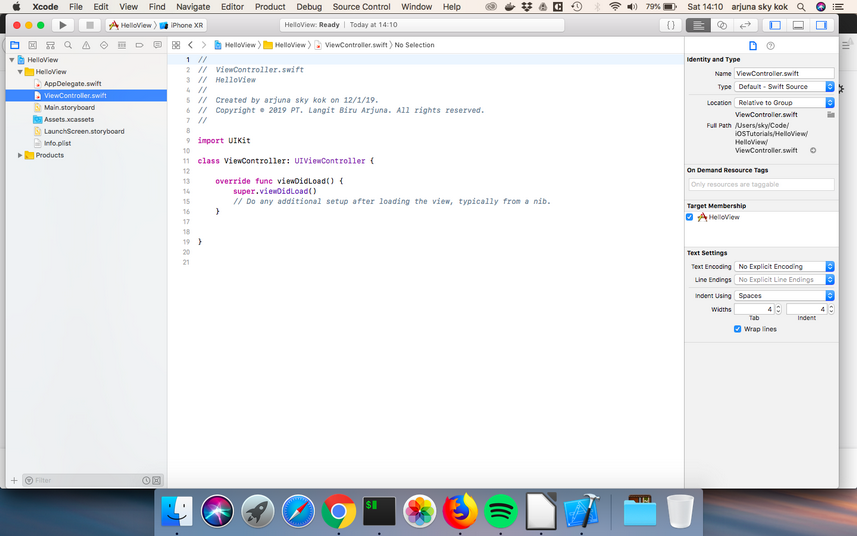 Xcode File Edit View Find Navigate Editor Product Debug Source Control Window Help 79% Sat 14:10 arjuna sky kok
HelloView iPhone XR HelloView: Ready | Today at 14:10 { }
HelloView HelloView ViewController.swift No Selection
HelloView
HelloView
AppDelegate.swift
ViewController.swift
Main.storyboard
Assets.xcassets
LaunchScreen.storyboard
Info.plist
Products
Filter
1 //
2 // ViewController.swift
3 // HelloView
4 //
5 // Created by arjuna sky kok on 12/1/19.
6 // Copyright © 2019 PT. Langit Biru Arjuna. All rights reserved.
7 //
8
9 import UIKit
10
11 class ViewController: UIViewController {
12
13 override func viewDidLoad() {
14 super.viewDidLoad()
15 // Do any additional setup after loading the view, typically from a nib.
16 }
17
18
19 }
20
21
Identity and Type
Name ViewController.swift
Type Default - Swift Source
Location Relative to Group
ViewController.swift
Full Path /Users/sky/Code/
iOSTutorials/HelloView/
HelloView/
ViewController.swift
On Demand Resource Tags
Only resources are taggable
Target Membership
HelloView
Text Settings
Text Encoding No Explicit Encoding
Line Endings No Explicit Line Endings
Indent Using Spaces
Widths 4 4
Tab Indent
Wrap lines